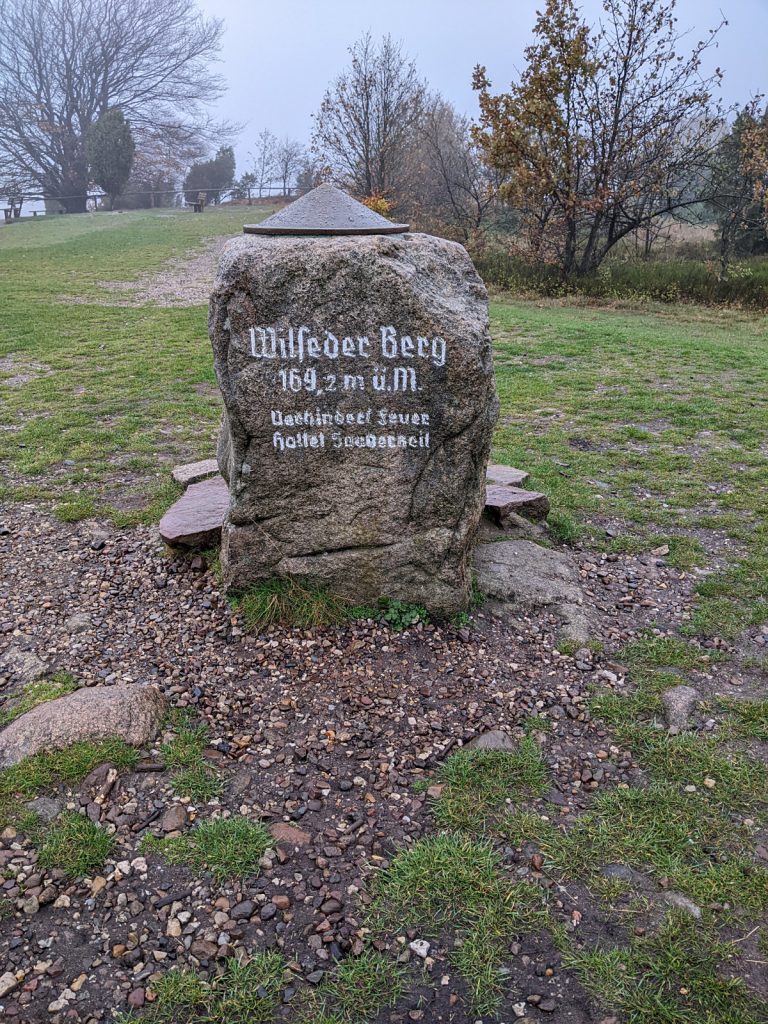 Wilseder Berg
169,2 m ü.M.
Verhindert Feuer
Haltet Sauberkeit